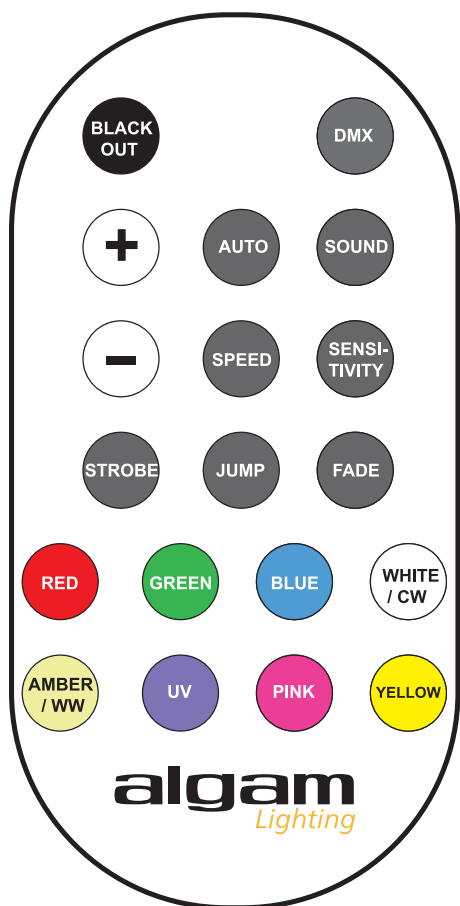 BLACK
OUT
DMX
+
AUTO
SOUND
-
SPEED
SENSI-
TIVITY
STROBE
JUMP
FADE
RED
GREEN
BLUE
WHITE
/ CW
AMBER
/ WW
UV
PINK
YELLOW
algam
Lighting